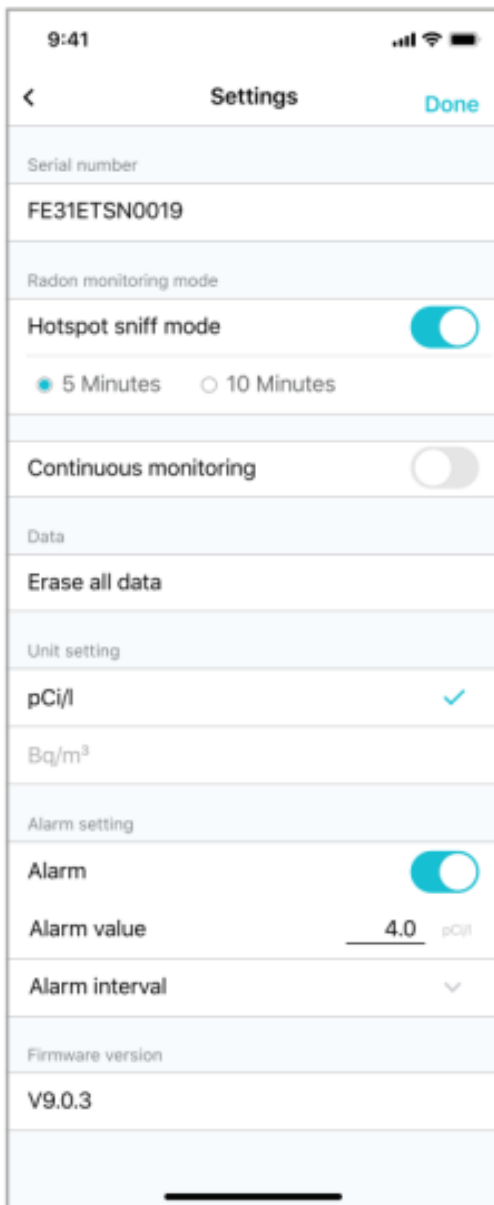 9:41
Settings
Done
Serial number
FE31ETSN0019
Radon monitoring mode
Hotspot sniff mode
5 Minutes 10 Minutes
Continuous monitoring
Data
Erase all data
Unit setting
pCi/l
Bq/m³
Alarm setting
Alarm
Alarm value 4.0 pCi/l
Alarm interval
Firmware version
V9.0.3